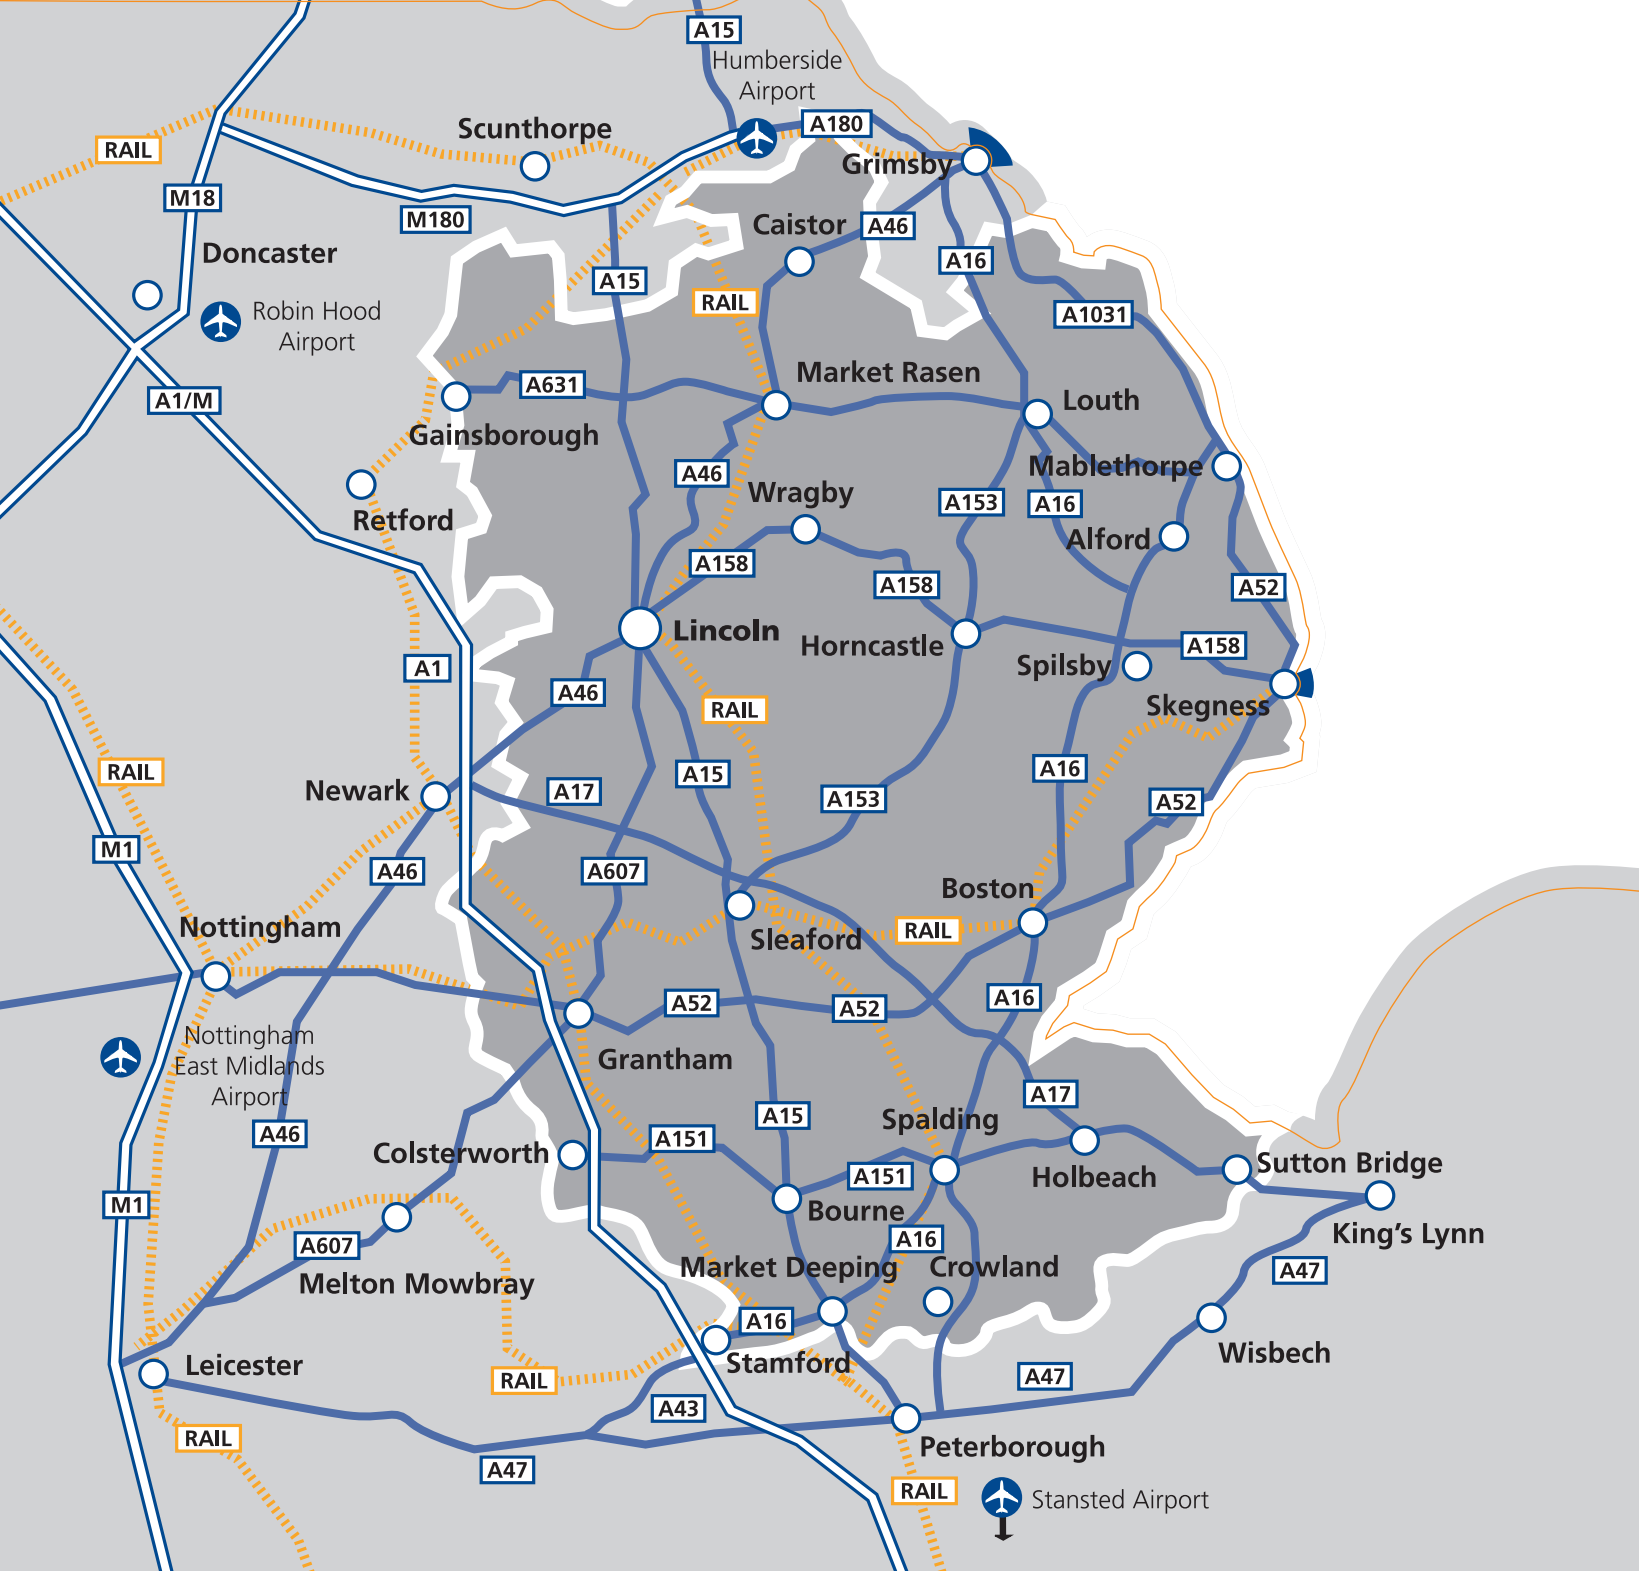 A15
Humberside
Airport
A180
Scunthorpe
RAIL
Grimsby
M18
M180
Caistor
A46
Doncaster
A16
A15
RAIL
Robin Hood
Airport
A1031
A1/M
A631
Market Rasen
Louth
Gainsborough
Mablethorpe
A46
Wragby
A153
A16
Retford
Alford
A158
A158
A52
Lincoln
Horncastle
A158
Spilsby
A1
A46
RAIL
Skegness
RAIL
A15
A16
Newark
A17
A153
A52
M1
A46
A607
Boston
Nottingham
Sleaford
RAIL
A16
A52
A52
Nottingham
East Midlands
Airport
Grantham
A17
A46
A15
Spalding
A151
Colsterworth
Sutton Bridge
A151
Holbeach
M1
Bourne
King's Lynn
A607
A16
Market Deeping
Crowland
A47
Melton Mowbray
A16
Wisbech
Stamford
Leicester
RAIL
A47
A43
RAIL
Peterborough
A47
RAIL
Stansted Airport